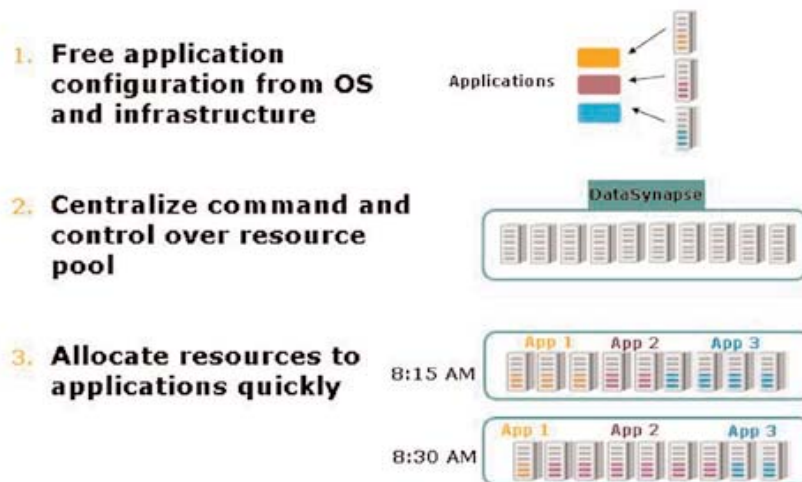 1. Free application
configuration from OS
and infrastructure
Applications
2. Centralize command and
control over resource
pool
DataSynapse
3. Allocate resources to
applications quickly
8:15 AM
App 1 App 2 App 3
8:30 AM
App 1 App 2 App 3